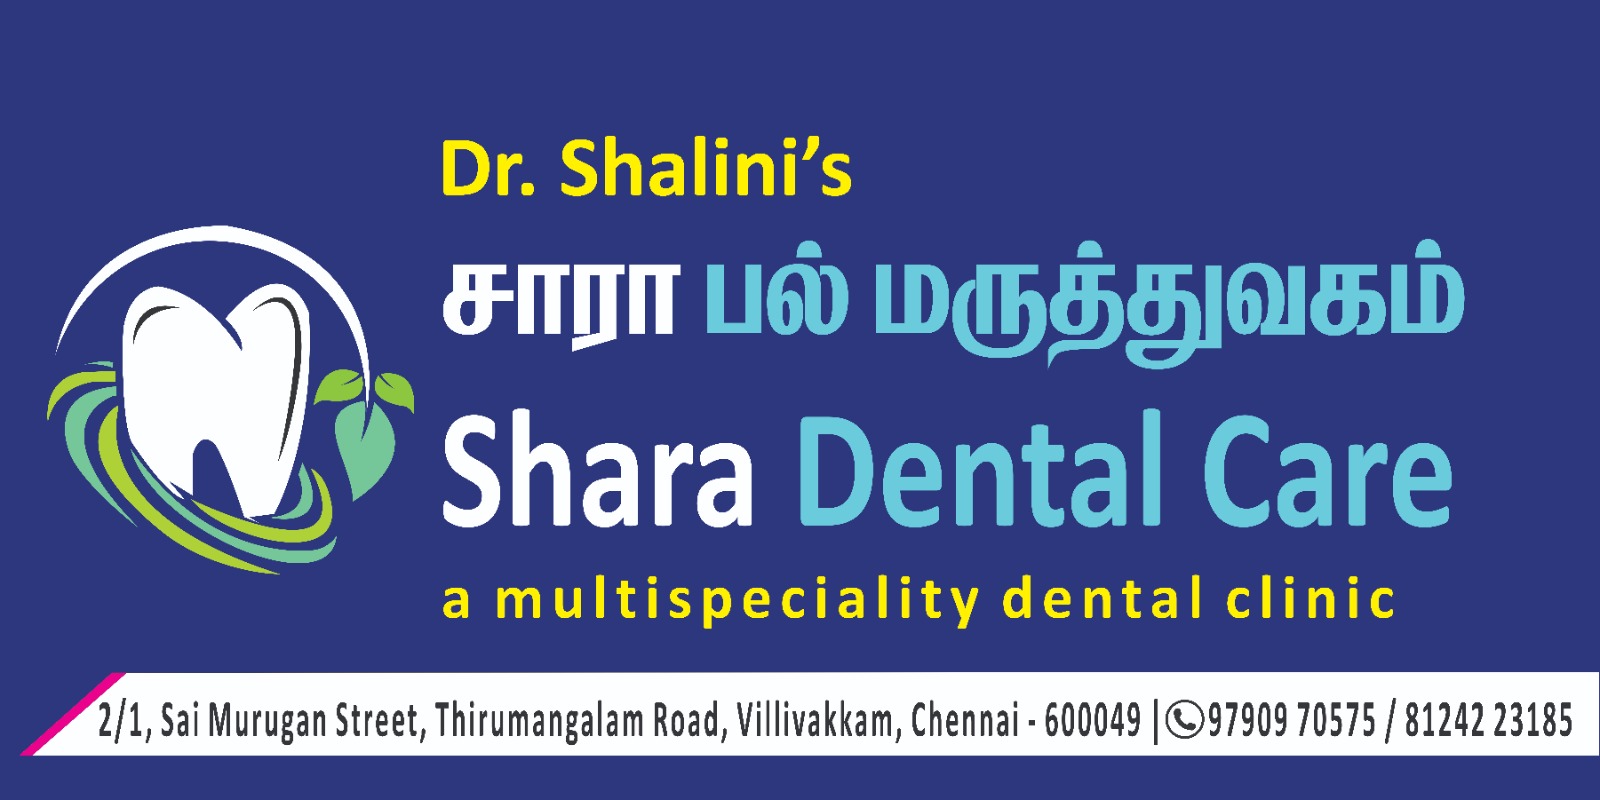 Dr. Shalini’s
சாரா பல் மருத்துவகம்
Shara Dental Care
a multispeciality dental clinic
2/1, Sai Murugan Street, Thirumangalam Road, Villivakkam, Chennai - 600049 | 97909 70575 / 81242 23185